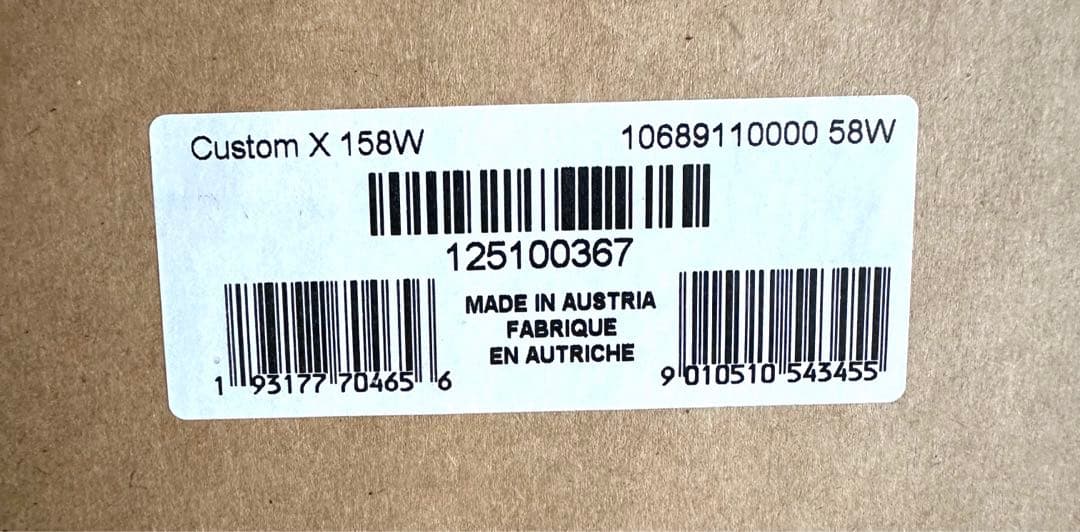 Custom X 158W
10689110000 58W
125100367
MADE IN AUSTRIA
FABRIQUE
EN AUTRICHE
1 93177 70465 6
9 010510 543455